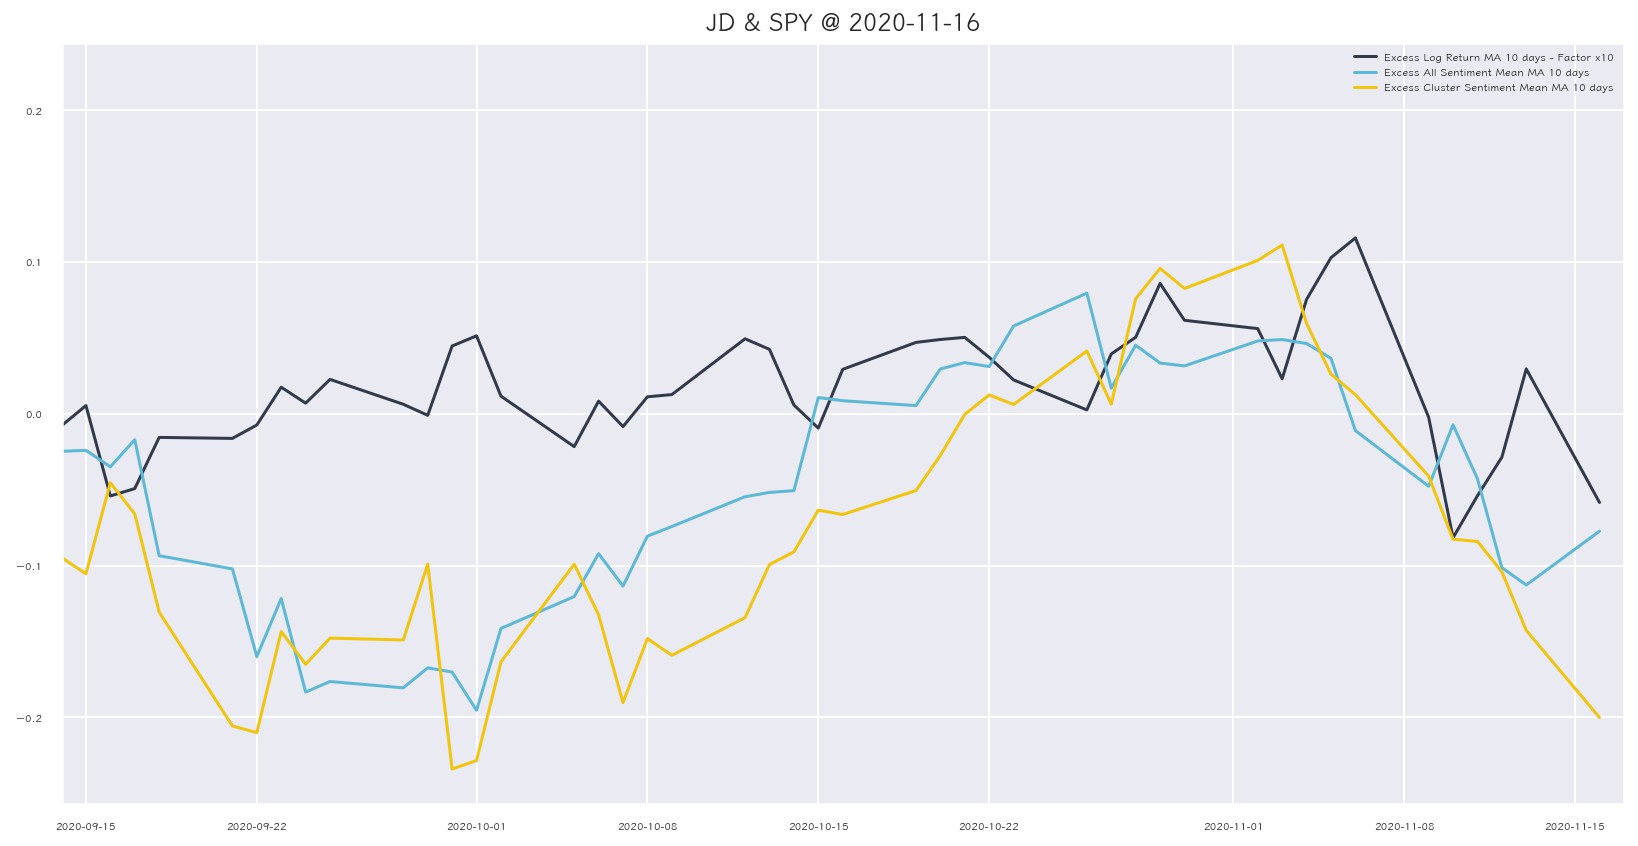 JD & SPY @ 2020-11-16
Excess Log Return MA 10 days - Factor x10
Excess All Sentiment Mean MA 10 days
Excess Cluster Sentiment Mean MA 10 days
0.2
0.1
0.0
−0.1
−0.2
2020-09-15 2020-09-22 2020-10-01 2020-10-08 2020-10-15 2020-10-22 2020-11-01 2020-11-08 2020-11-15